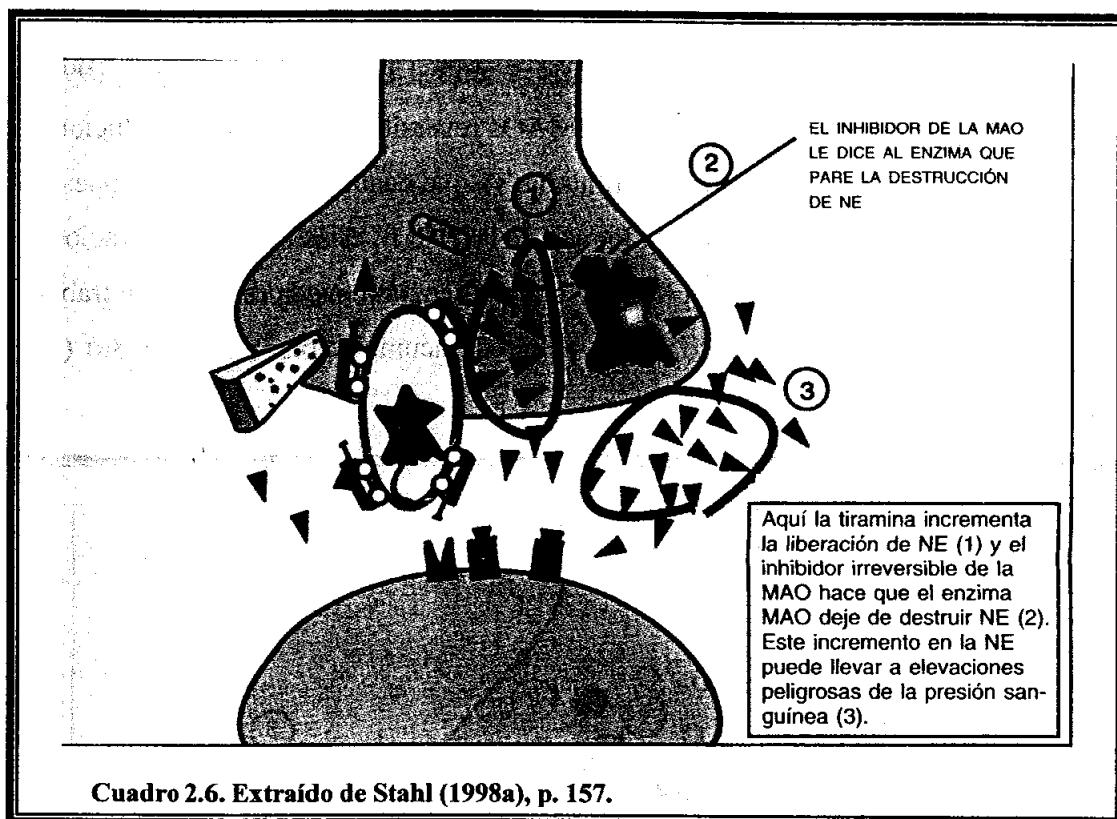 EL INHIBIDOR DE LA MAO
LE DICE AL ENZIMA QUE
PARE LA DESTRUCCIÓN
DE NE
2
1
3
Aquí la tiramina incrementa
la liberación de NE (1) y el
inhibidor irreversible de la
MAO hace que el enzima
MAO deje de destruir NE (2).
Este incremento en la NE
puede llevar a elevaciones
peligrosas de la presión san-
guínea (3).
Cuadro 2.6. Extraído de Stahl (1998a), p. 157.